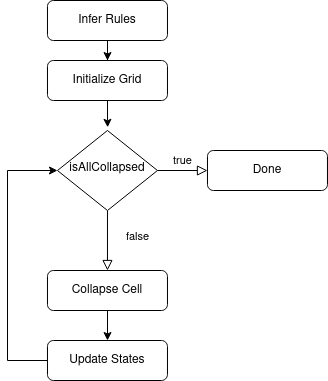 Infer Rules
Initialize Grid
isAllCollapsed
true
Done
false
Collapse Cell
Update States